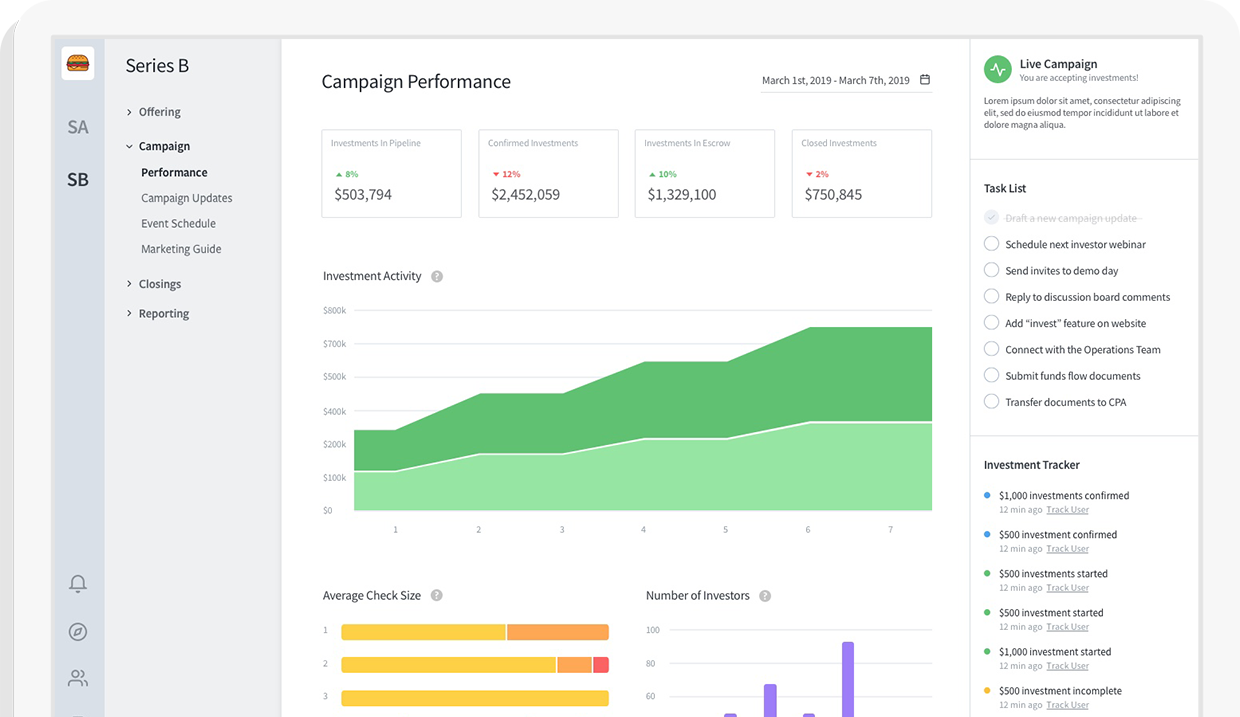 SA
SB
Series B
Offering
Campaign
Performance
Campaign Updates
Event Schedule
Marketing Guide
Closings
Reporting
Campaign Performance
March 1st, 2019 - March 7th, 2019
Investments In Pipeline
8%
$503,794
Confirmed Investments
12%
$2,452,059
Investments In Escrow
10%
$1,329,100
Closed Investments
2%
$750,845
Investment Activity ?
$800k
$700k
$500k
$400k
$200k
$100k
$0
1 2 3 4 5 6 7
Average Check Size ?
1
2
3
Number of Investors ?
100
80
60
Live Campaign
You are accepting investments!
Lorem ipsum dolor sit amet, consectetur adipiscing
elit, sed do eiusmod tempor incididunt ut labore et
dolore magna aliqua.
Task List
Draft a new campaign update
Schedule next investor webinar
Send invites to demo day
Reply to discussion board comments
Add “invest” feature on website
Connect with the Operations Team
Submit funds flow documents
Transfer documents to CPA
Investment Tracker
$1,000 investments confirmed
12 min ago Track User
$500 investment confirmed
12 min ago Track User
$500 investments started
12 min ago Track User
$500 investment started
12 min ago Track User
$1,000 investment started
12 min ago Track User
$500 investment incomplete
12 min ago Track User